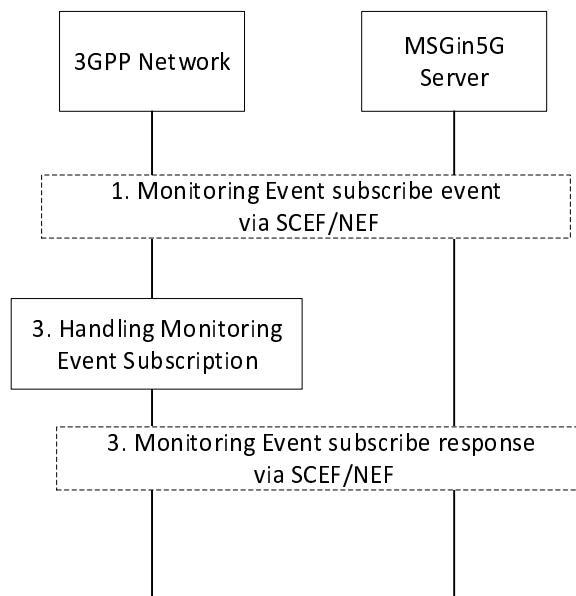 3GPP Network
MSGin5G
Server
1. Monitoring Event subscribe event
via SCEF/NEF
3. Handling Monitoring
Event Subscription
3. Monitoring Event subscribe response
via SCEF/NEF